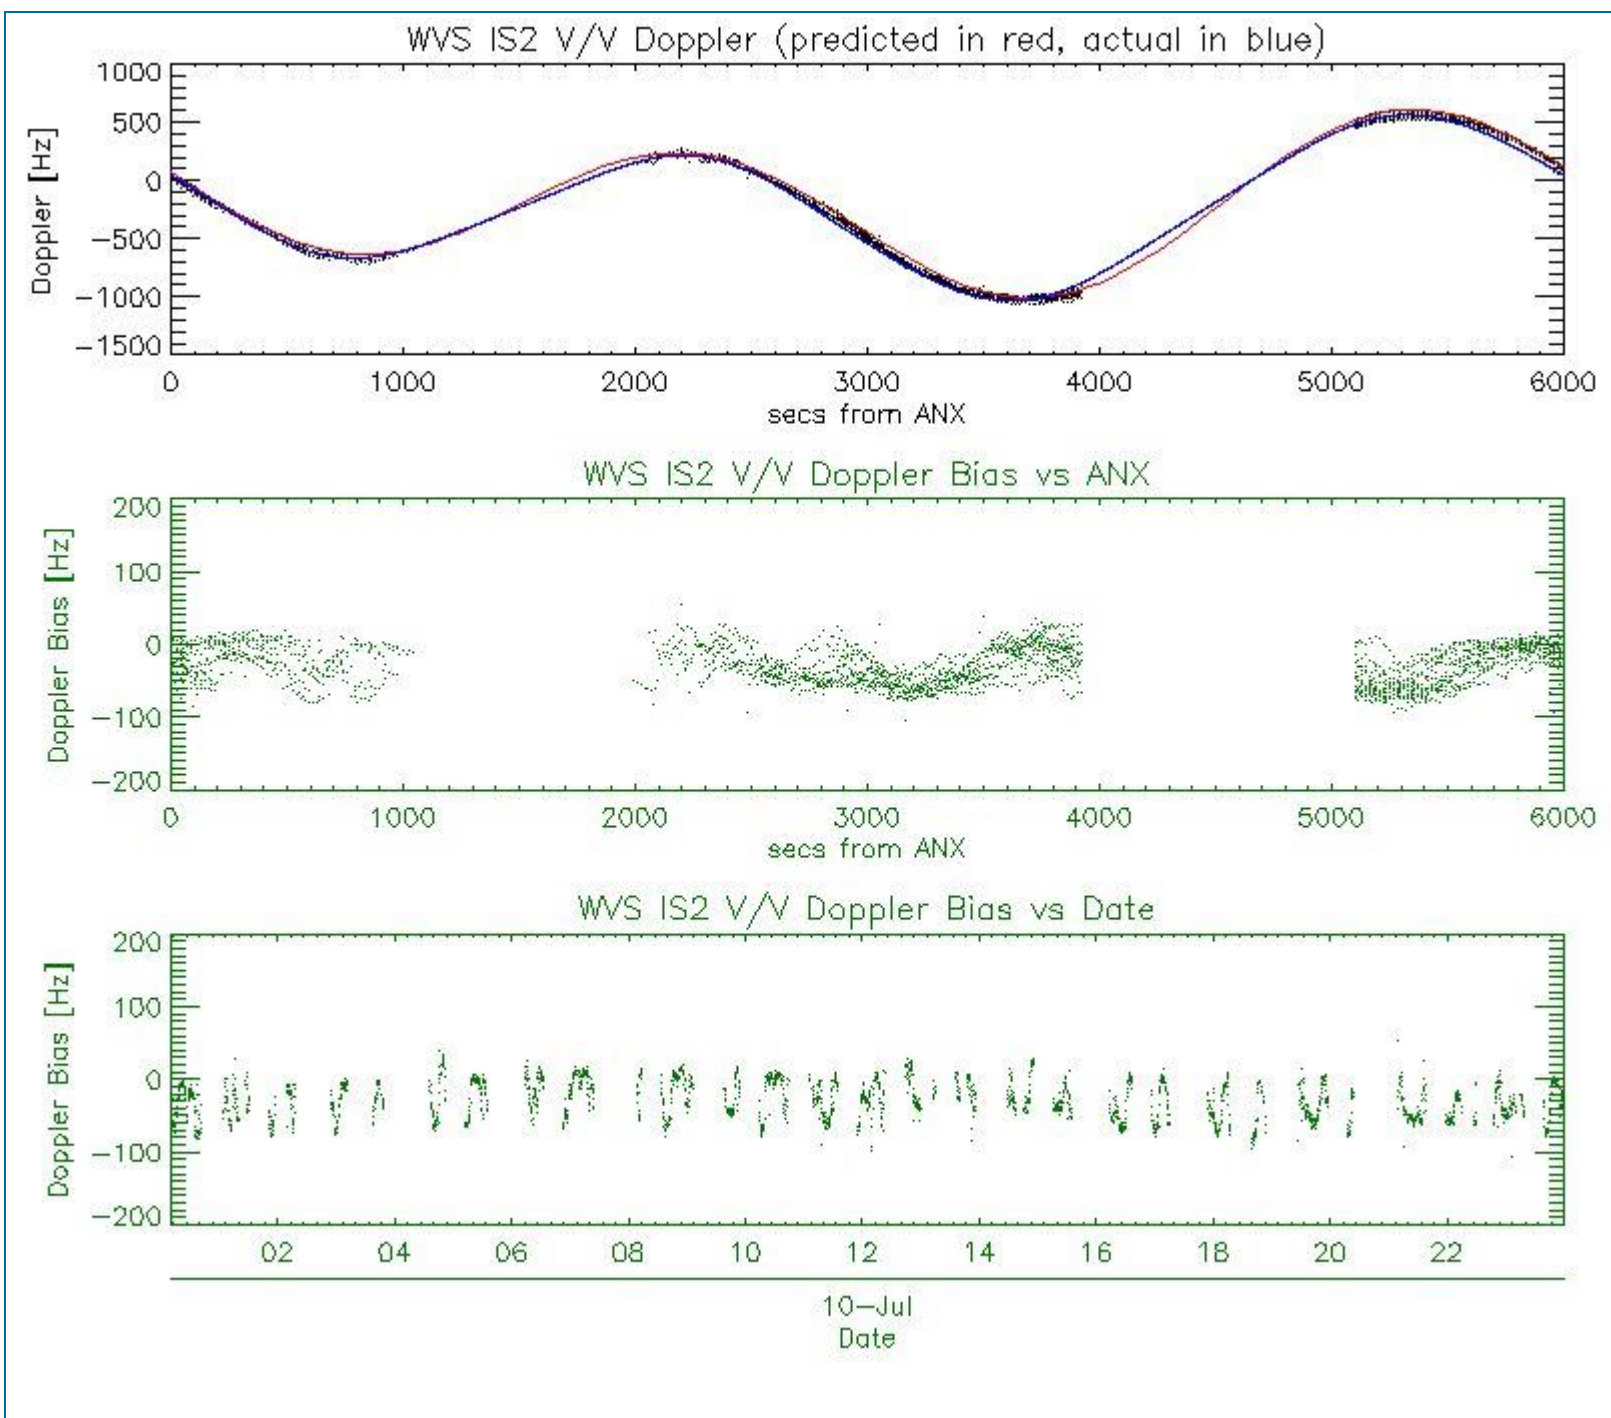 WVS IS2 V/V Doppler (predicted in red, actual in blue)
Doppler [Hz]
1000
500
0
−500
−1000
−1500
0 1000 2000 3000 4000 5000 6000
secs from ANX
WVS IS2 V/V Doppler Bias vs ANX
Doppler Bias [Hz]
200
100
0
−100
−200
0 1000 2000 3000 4000 5000 6000
secs from ANX
WVS IS2 V/V Doppler Bias vs Date
Doppler Bias [Hz]
200
100
0
−100
−200
02 04 06 08 10 12 14 16 18 20 22
10−Jul
Date